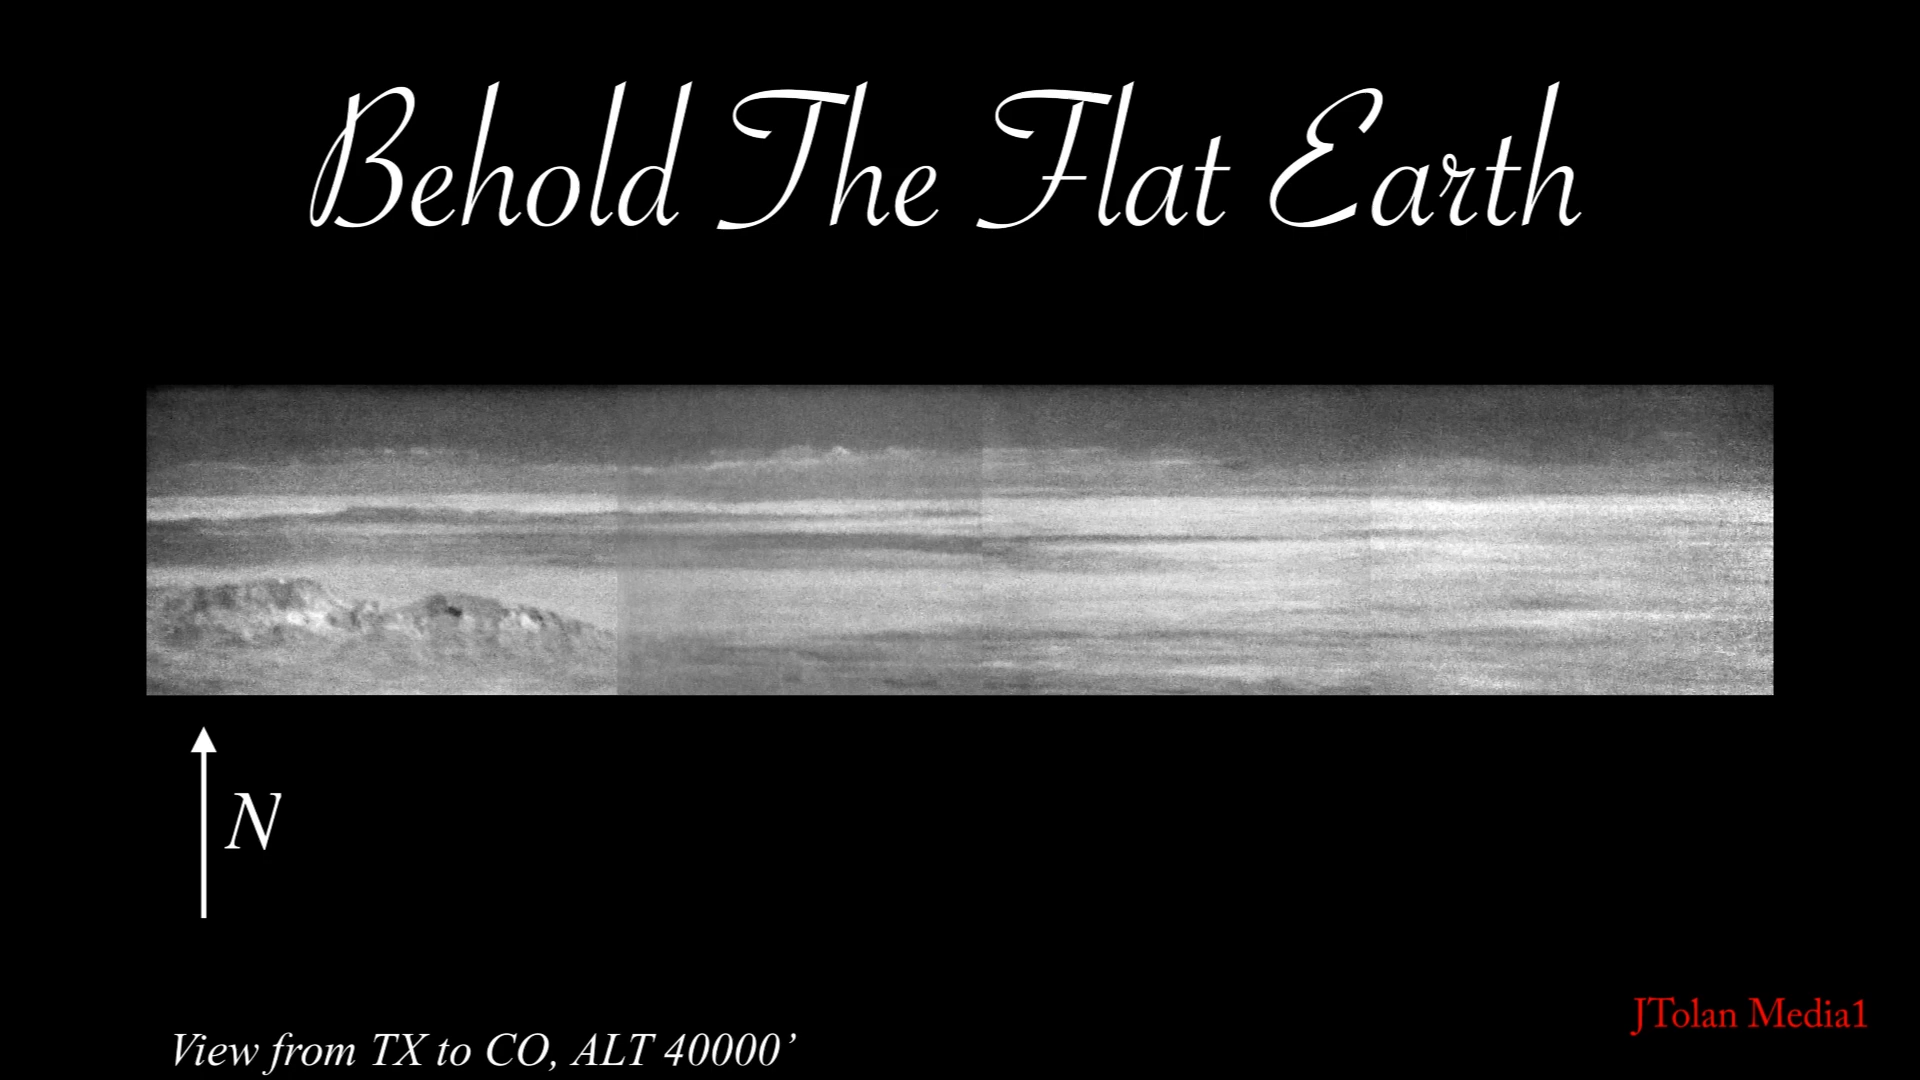 Behold The Flat Earth
N
View from TX to CO, ALT 40000’
JTolan Media1